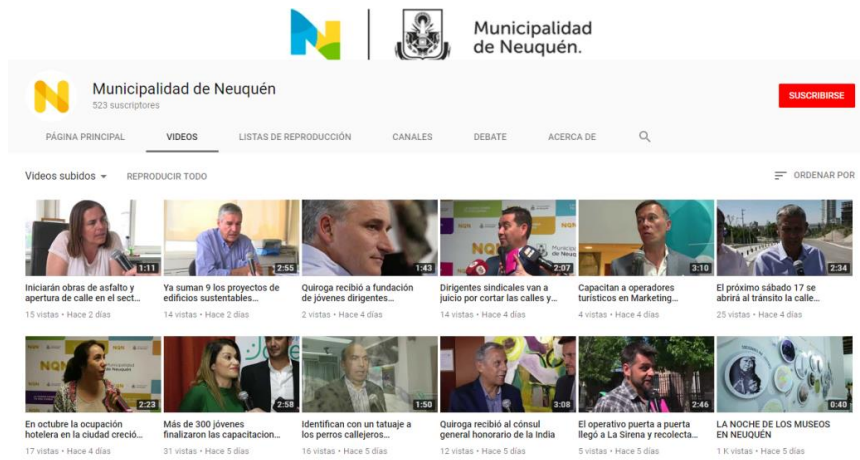 Municipalidad
de Neuquén.
Municipalidad de Neuquén
523 suscriptores
SUSCRIBIRSE
PÁGINA PRINCIPAL VIDEOS LISTAS DE REPRODUCCIÓN CANALES DEBATE ACERCA DE
Videos subidos REPRODUCIR TODO ORDENAR POR
1:11 2:55 1:43 2:07 3:10 2:34
Iniciarán obras de asfalto y
apertura de calle en el sect...
15 vistas • Hace 2 días
Ya suman 9 los proyectos de
edificios sustentables...
14 vistas • Hace 2 días
Quiroga recibió a fundación
de jóvenes dirigentes...
2 vistas • Hace 4 días
Dirigentes sindicales van a
juicio por cortar las calles y...
14 vistas • Hace 4 días
Capacitan a operadores
turísticos en Marketing...
4 vistas • Hace 4 días
El próximo sábado 17 se
abrirá al tránsito la calle...
25 vistas • Hace 4 días
2:23 2:58 1:50 3:08 2:46 0:40
En octubre la ocupación
hotelera en la ciudad creció...
17 vistas • Hace 4 días
Más de 300 jóvenes
finalizaron las capacitacion...
31 vistas • Hace 5 días
Identifican con un tatuaje a
los perros callejeros...
16 vistas • Hace 5 días
Quiroga recibió al cónsul
general honorario de la India
12 vistas • Hace 5 días
El operativo puerta a puerta
llegó a La Sirena y recolecta...
5 vistas • Hace 5 días
LA NOCHE DE LOS MUSEOS
EN NEUQUÉN
1 K vistas • Hace 5 días